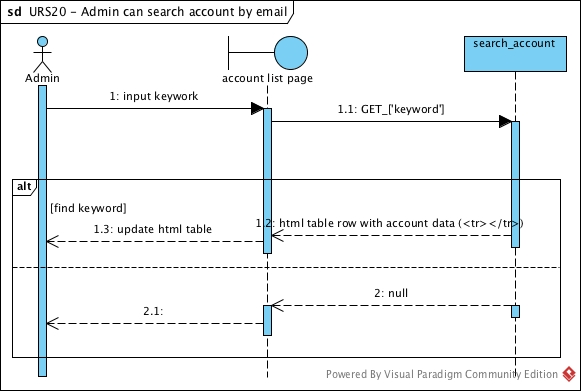 sd URS20 - Admin can search account by email
Admin
account list page
search_account
1: input keywork
1.1: GET_['keyword']
alt
[find keyword]
1.2: html table row with account data (<tr></tr>)
1.3: update html table
2: null
2.1:
Powered By Visual Paradigm Community Edition